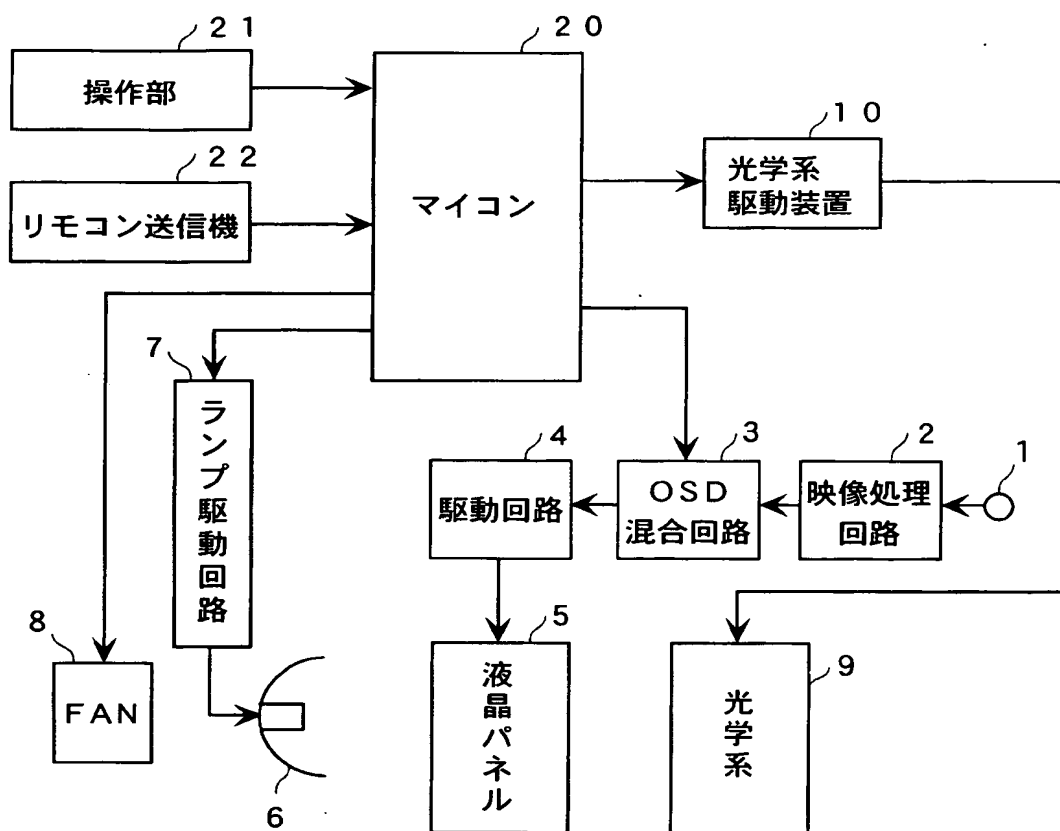 ２１
操作部
２２
リモコン送信機
２０
マイコン
１０
光学系
駆動装置
7
ランプ駆動回路
8
FAN
6
4
駆動回路
3
OSD
混合回路
2
映像処理
回路
1
5
液晶パネル
9
光学系